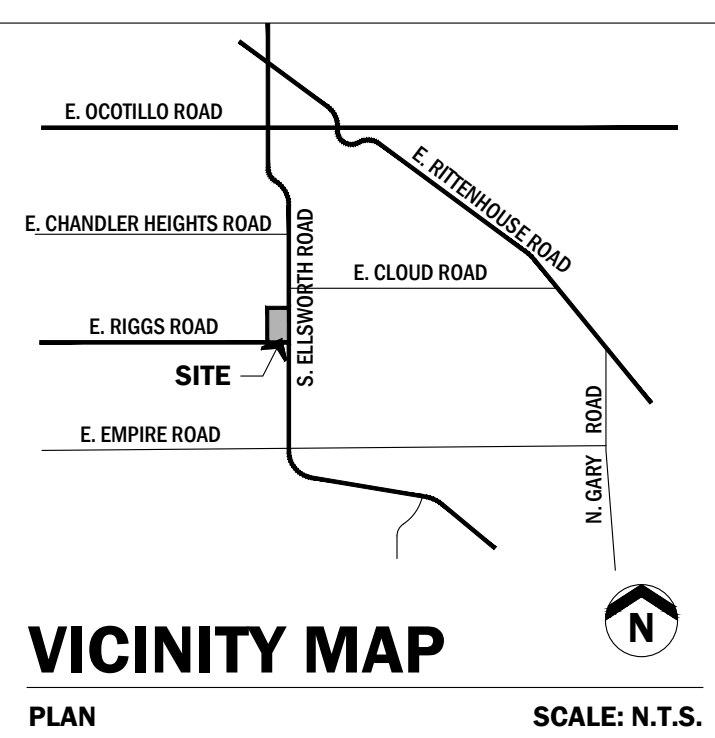 E. OCOTILLO ROAD
E. RITTENHOUSE ROAD
E. CHANDLER HEIGHTS ROAD
S. ELLSWORTH ROAD
E. CLOUD ROAD
E. RIGGS ROAD
SITE
E. EMPIRE ROAD
N. GARY ROAD
N
VICINITY MAP
PLAN
SCALE: N.T.S.